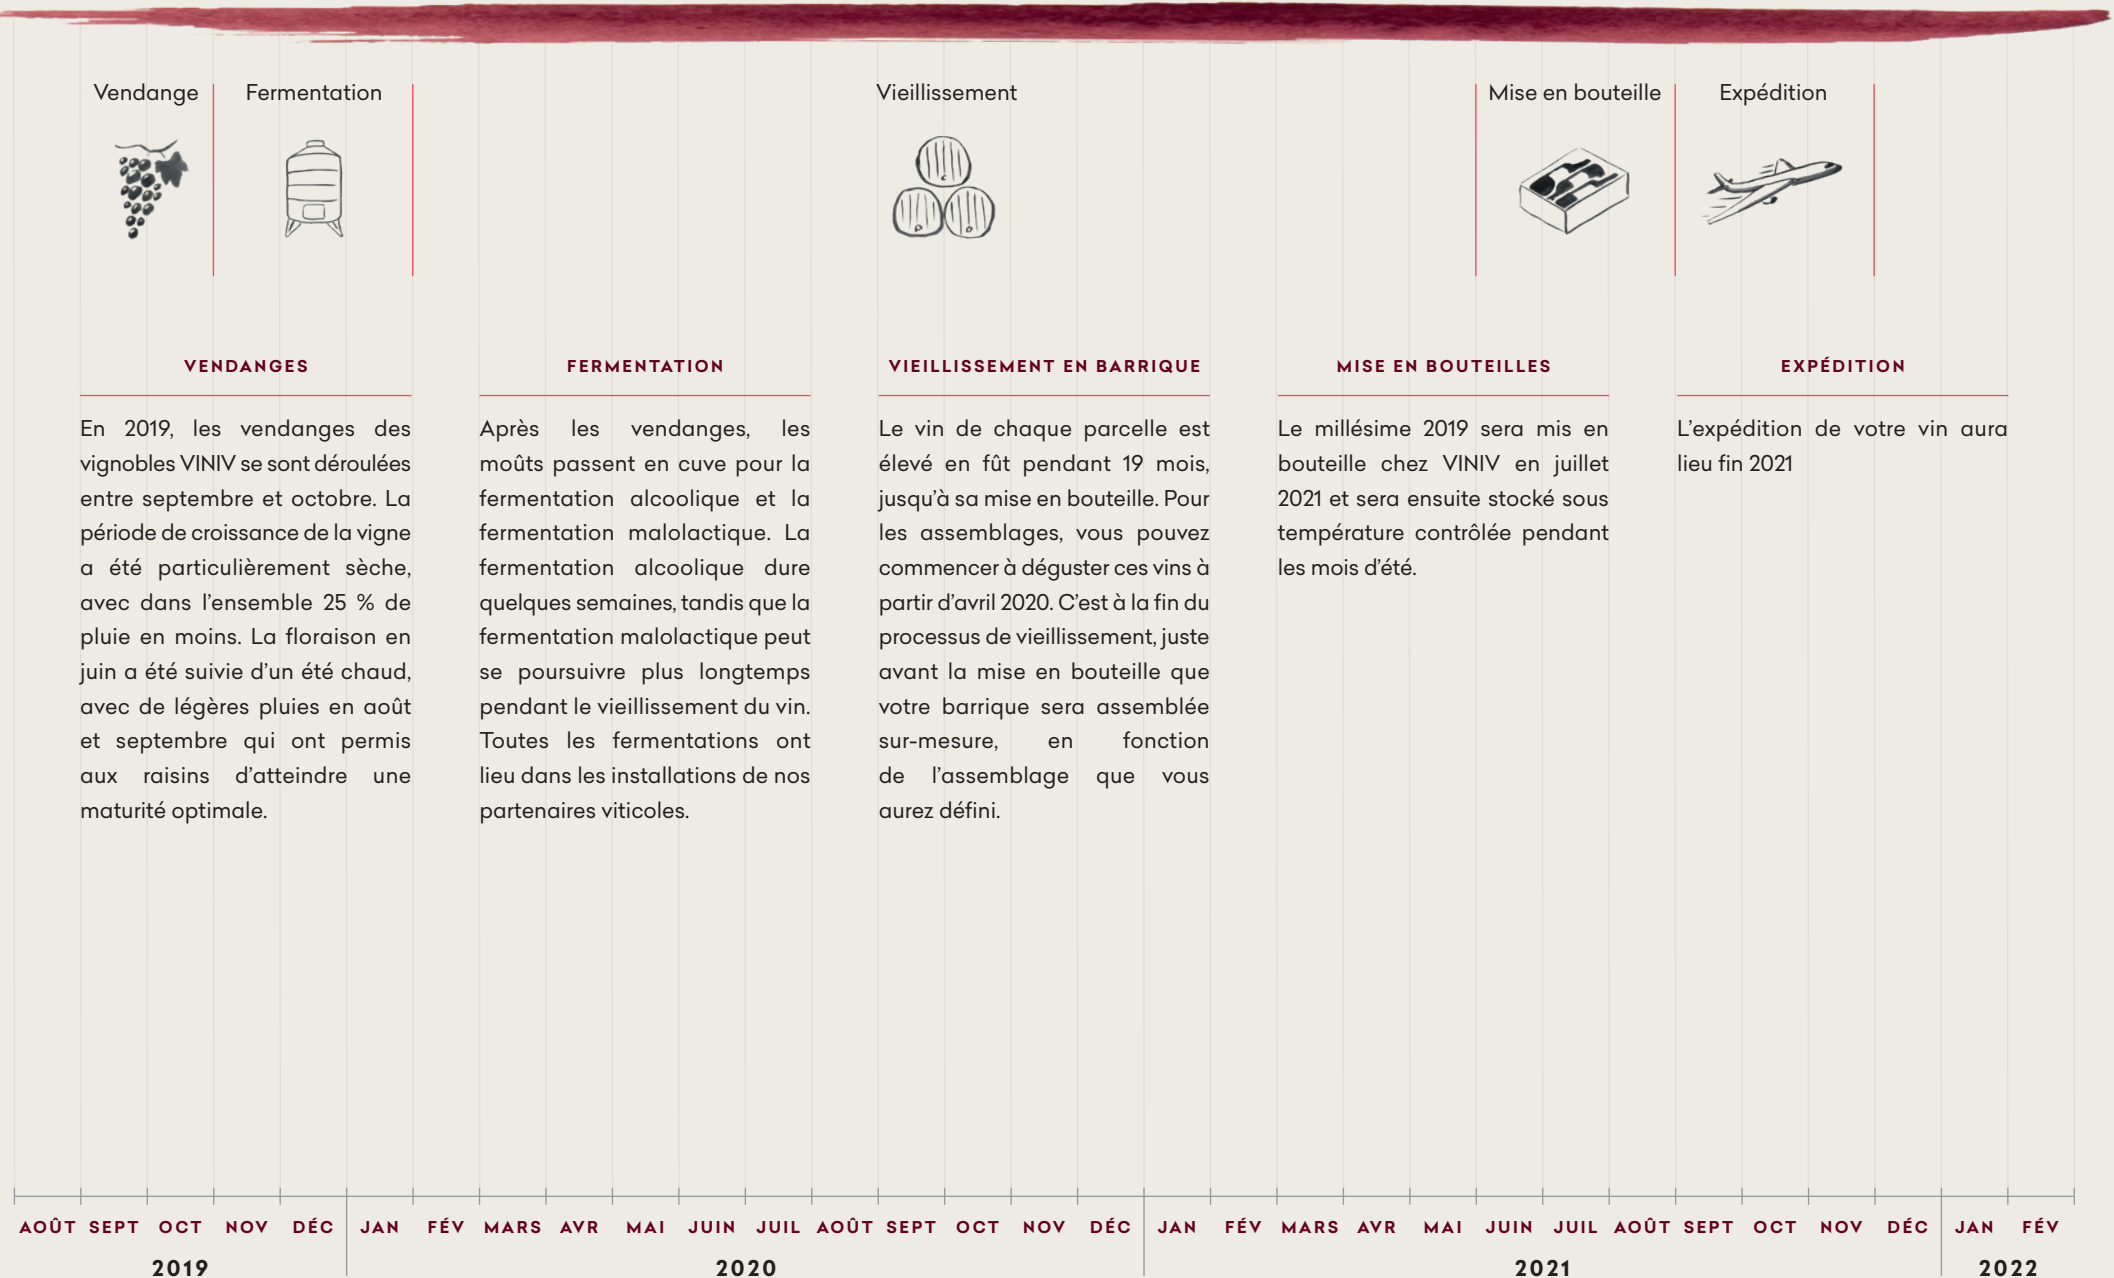 Vendange
Fermentation
Vieillissement
Mise en bouteille
Expédition
VENDANGES
En 2019, les vendanges des
vignobles VINIV se sont déroulées
entre septembre et octobre. La
période de croissance de la vigne
a été particulièrement sèche,
avec dans l’ensemble 25 % de
pluie en moins. La floraison en
juin a été suivie d’un été chaud,
avec de légères pluies en août
et septembre qui ont permis
aux raisins d’atteindre une
maturité optimale.
FERMENTATION
Après les vendanges, les
moûts passent en cuve pour la
fermentation alcoolique et la
fermentation malolactique. La
fermentation alcoolique dure
quelques semaines, tandis que la
fermentation malolactique peut
se poursuivre plus longtemps
pendant le vieillissement du vin.
Toutes les fermentations ont
lieu dans les installations de nos
partenaires viticoles.
VIEILLISSEMENT EN BARRIQUE
Le vin de chaque parcelle est
élevé en fût pendant 19 mois,
jusqu’à sa mise en bouteille. Pour
les assemblages, vous pouvez
commencer à déguster ces vins à
partir d’avril 2020. C’est à la fin du
processus de vieillissement, juste
avant la mise en bouteille que
votre barrique sera assemblée
sur-mesure, en fonction
de l’assemblage que vous
aurez défini.
MISE EN BOUTEILLES
Le millésime 2019 sera mis en
bouteille chez VINIV en juillet
2021 et sera ensuite stocké sous
température contrôlée pendant
les mois d’été.
EXPÉDITION
L’expédition de votre vin aura
lieu fin 2021
AOÛT SEPT OCT NOV DÉC JAN FÉV MARS AVR MAI JUIN JUIL AOÛT SEPT OCT NOV DÉC JAN FÉV MARS AVR MAI JUIN JUIL AOÛT SEPT OCT NOV DÉC JAN FÉV
2019 2020 2021 2022